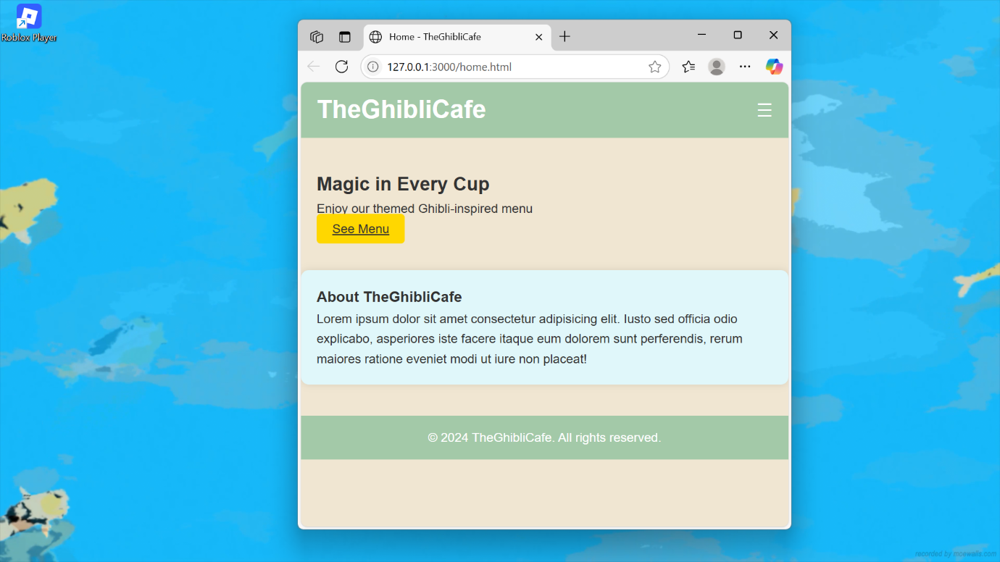 Roblox Player
Home - TheGhibliCafe
127.0.0.1:3000/home.html
TheGhibliCafe
Magic in Every Cup
Enjoy our themed Ghibli-inspired menu
See Menu
About TheGhibliCafe
Lorem ipsum dolor sit amet consectetur adipisicing elit. Iusto sed officia odio
explicabo, asperiores iste facere itaque eum dolorem sunt perferendis, rerum
maiores ratione eveniet modi ut iure non placeat!
© 2024 TheGhibliCafe. All rights reserved.
recorded by moewalls.com